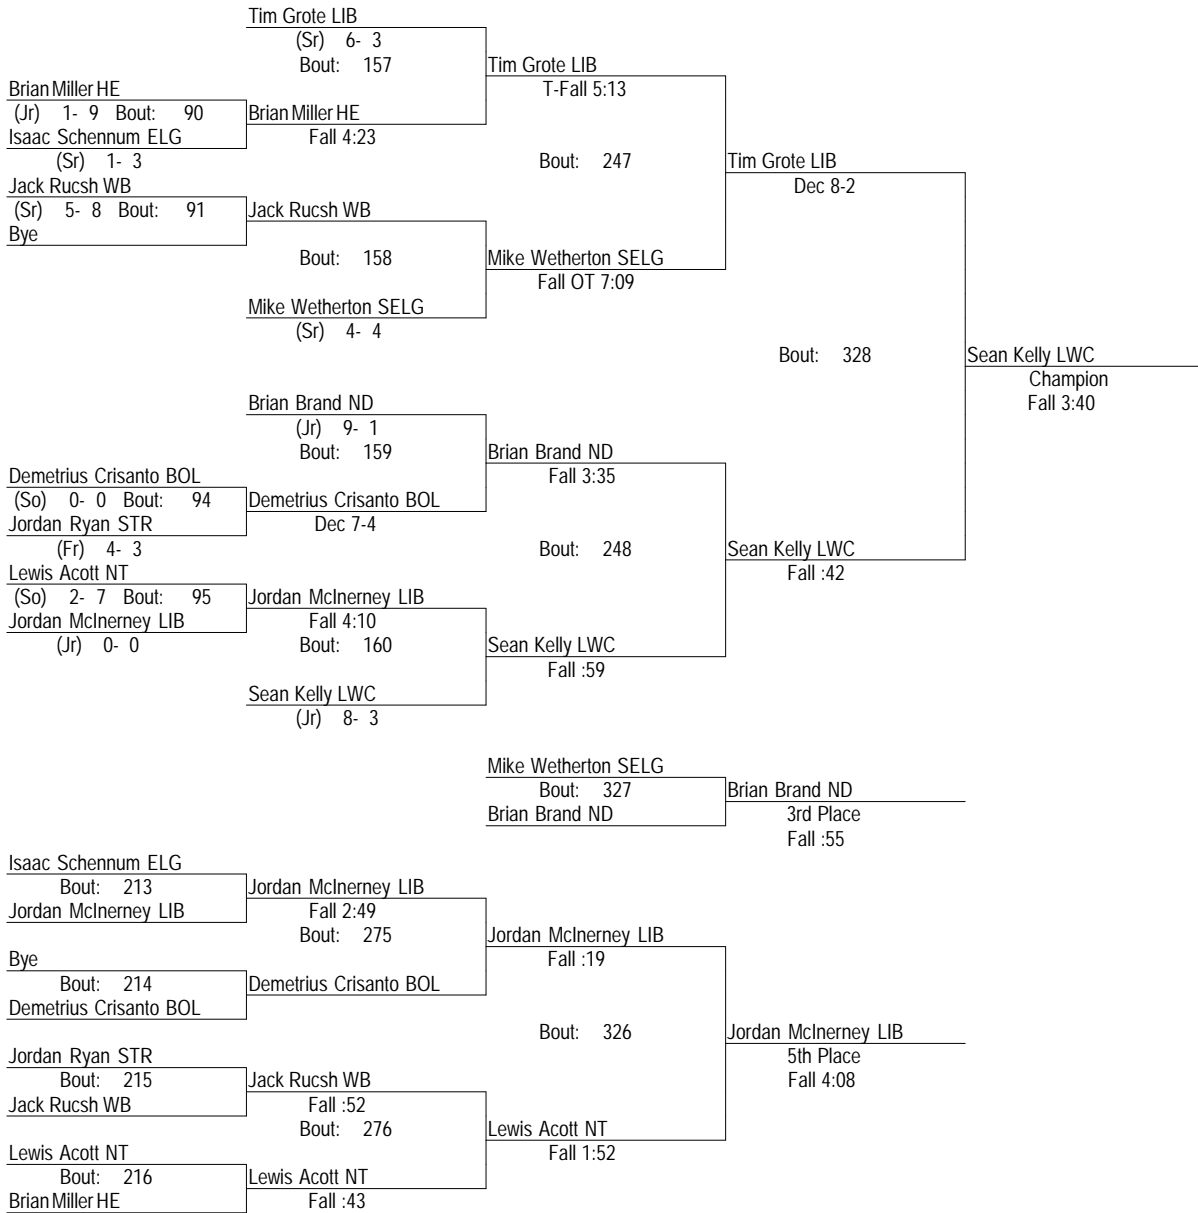 Tim Grote LIB
(Sr) 6- 3
Bout: 157
Tim Grote LIB
T-Fall 5:13
Brian Miller HE
(Jr) 1- 9 Bout: 90
Brian Miller HE
Isaac Schennum ELG
Fall 4:23
(Sr) 1- 3
Bout: 247
Tim Grote LIB
Dec 8-2
Jack Rucsh WB
(Sr) 5- 8 Bout: 91
Jack Rucsh WB
Bye
Bout: 158
Mike Wetherton SELG
Fall OT 7:09
Mike Wetherton SELG
(Sr) 4- 4
Bout: 328
Sean Kelly LWC
Champion
Fall 3:40
Brian Brand ND
(Jr) 9- 1
Bout: 159
Brian Brand ND
Fall 3:35
Demetrius Crisanto BOL
(So) 0- 0 Bout: 94
Demetrius Crisanto BOL
Jordan Ryan STR
Dec 7-4
(Fr) 4- 3
Bout: 248
Sean Kelly LWC
Fall :42
Lewis Acott NT
(So) 2- 7 Bout: 95
Jordan McInerney LIB
Jordan McInerney LIB
Fall 4:10
(Jr) 0- 0
Bout: 160
Sean Kelly LWC
Fall :59
Sean Kelly LWC
(Jr) 8- 3
Mike Wetherton SELG
Bout: 327
Brian Brand ND
Brian Brand ND
3rd Place
Fall :55
Isaac Schennum ELG
Bout: 213
Jordan McInerney LIB
Jordan McInerney LIB
Fall 2:49
Bout: 275
Jordan McInerney LIB
Fall :19
Bye
Bout: 214
Demetrius Crisanto BOL
Demetrius Crisanto BOL
Bout: 326
Jordan McInerney LIB
5th Place
Fall 4:08
Jordan Ryan STR
Bout: 215
Jack Rucsh WB
Jack Rucsh WB
Fall :52
Bout: 276
Lewis Acott NT
Fall 1:52
Lewis Acott NT
Bout: 216
Lewis Acott NT
Brian Miller HE
Fall :43